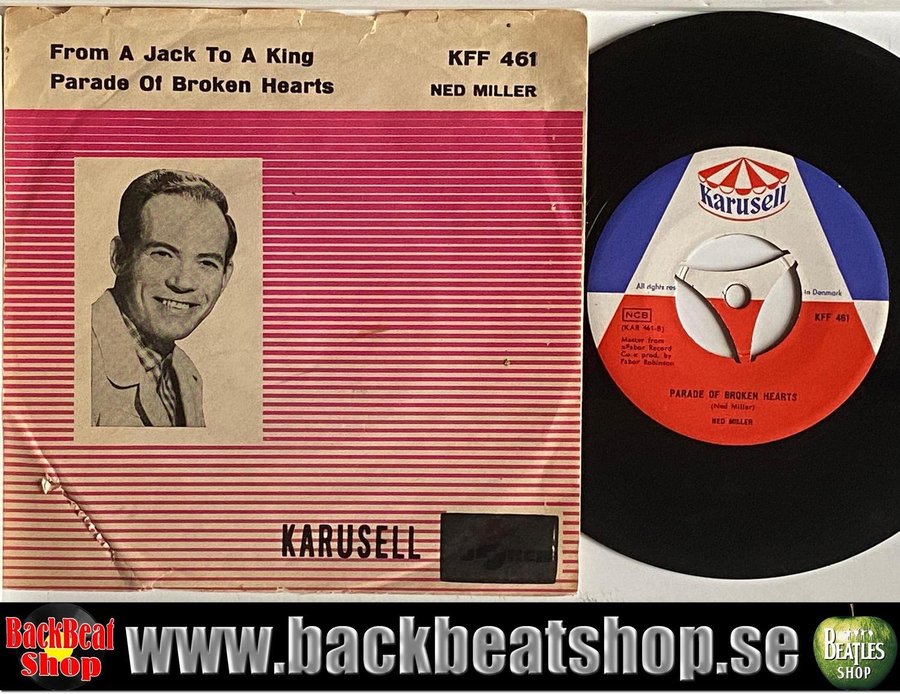 From A Jack To A King
KFF 461
Parade Of Broken Hearts
NED MILLER
KARUSELL
Karusell
All rights res
in Denmark
NCB
(KAR 461-B)
KFF 461
Master from
Fabor Record
Co. prod. by
Fabor Robinson
PARADE OF BROKEN HEARTS
(Ned Miller)
NED MILLER
BackBeat
Shop
www.backbeatshop.se
BEATLES
SHOP